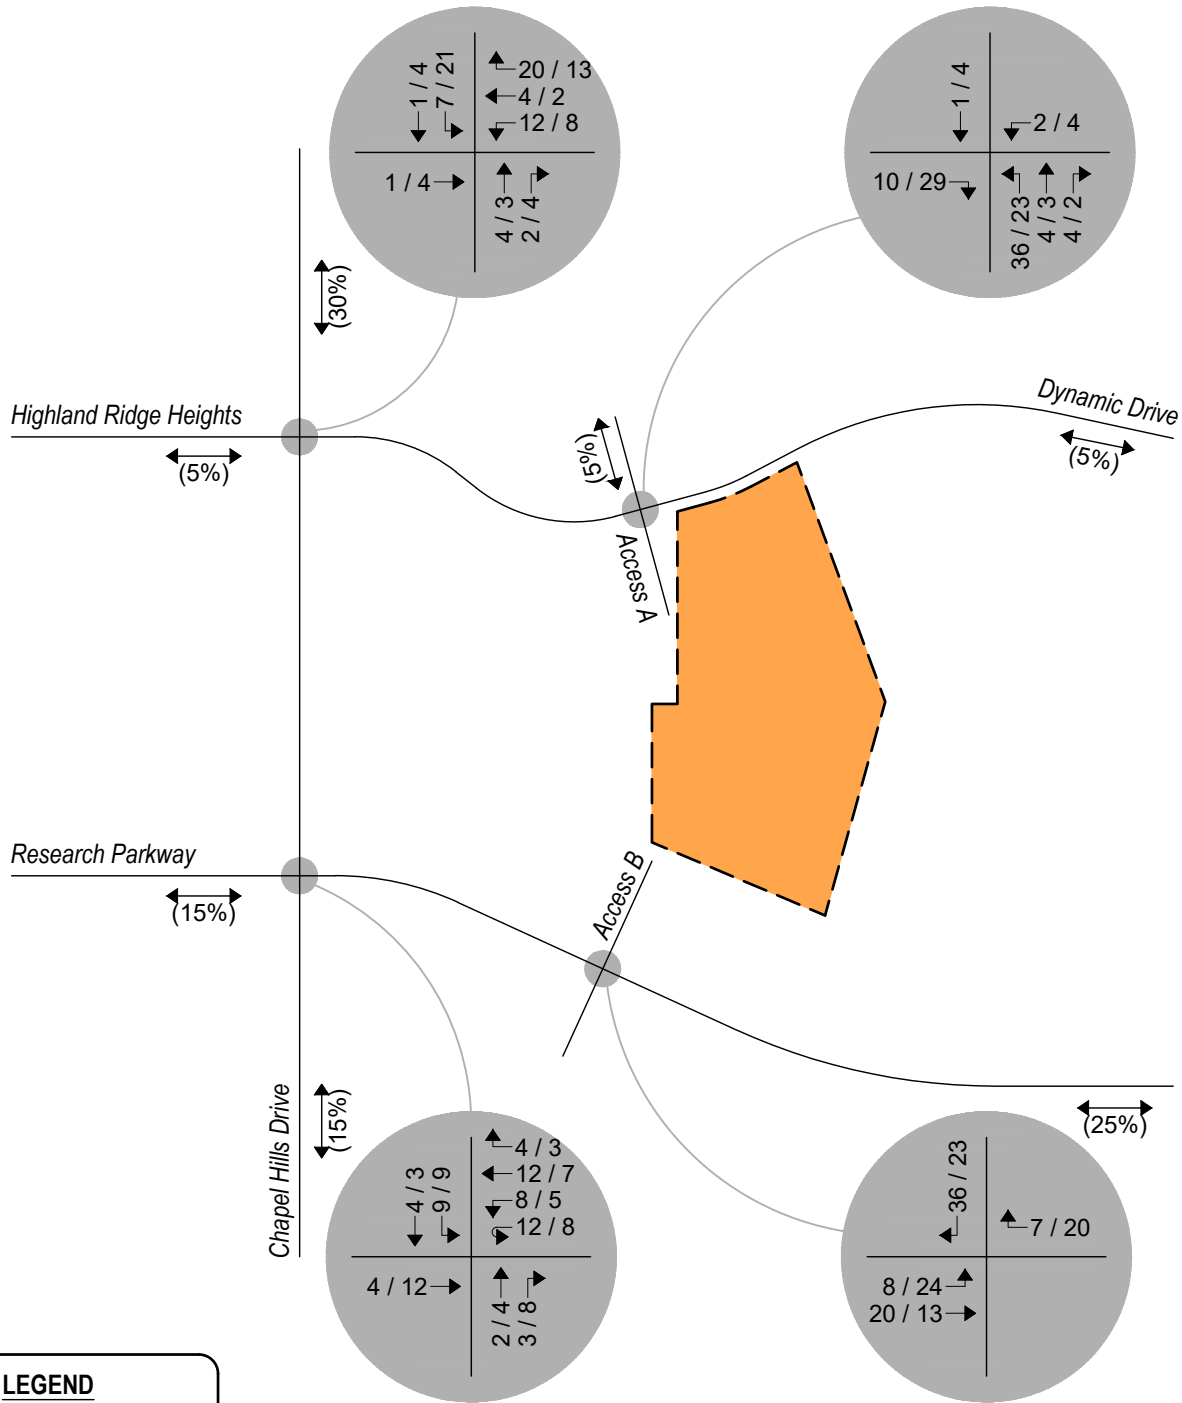 1 / 4
7 / 21
20 / 13
4 / 2
12 / 8
1 / 4
4 / 3
2 / 4
1 / 4
2 / 4
10 / 29
36 / 23
4 / 3
4 / 2
(30%)
Highland Ridge Heights
(5%)
(5%)
Dynamic Drive
(5%)
Access A
Research Parkway
(15%)
Access B
Chapel Hills Drive
(15%)
(25%)
4 / 3
9 / 9
4 / 3
12 / 7
8 / 5
12 / 8
4 / 12
2 / 4
3 / 8
36 / 23
7 / 20
8 / 24
20 / 13
LEGEND